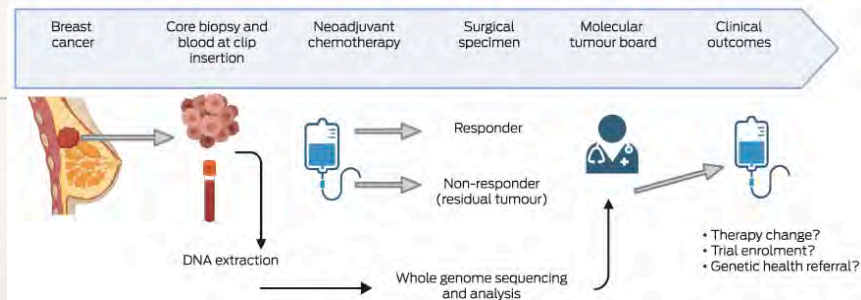 Breast
cancer
Core biopsy and
blood at clip
insertion
Neoadjuvant
chemotherapy
Surgical
specimen
Molecular
tumour board
Clinical
outcomes
Responder
Non-responder
(residual tumour)
DNA extraction
Whole genome sequencing
and analysis
• Therapy change?
• Trial enrolment?
• Genetic health referral?